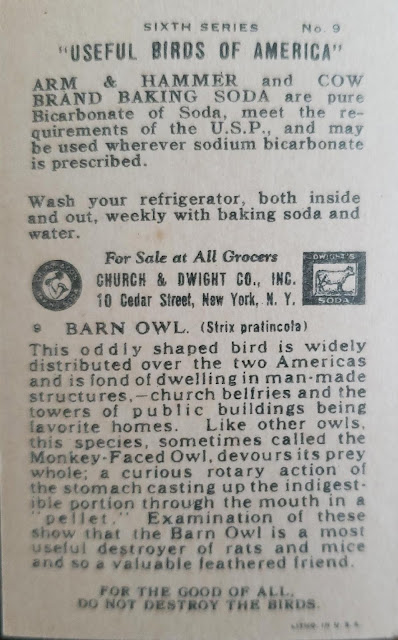 SIXTH SERIES No. 9
"USEFUL BIRDS OF AMERICA"
ARM & HAMMER and COW
BRAND BAKING SODA are pure
Bicarbonate of Soda, meet the re-
quirements of the U.S.P., and may
be used wherever sodium bicarbonate
is prescribed.
Wash your refrigerator, both inside
and out, weekly with baking soda and
water.
For Sale at All Grocers
CHURCH & DWIGHT CO., INC.
10 Cedar Street, New York, N. Y.
DWIGHT'S
SODA
9 BARN OWL. (Strix pratincola)
This oddly shaped bird is widely
distributed over the two Americas
and is fond of dwelling in man-made
structures,—church belfries and the
towers of public buildings being
favorite homes. Like other owls,
this species, sometimes called the
Monkey-Faced Owl, devours its prey
whole; a curious rotary action of
the stomach casting up the indigest-
ible portion through the mouth in a
"pellet." Examination of these
show that the Barn Owl is a most
useful destroyer of rats and mice
and so a valuable feathered friend.
FOR THE GOOD OF ALL,
DO NOT DESTROY THE BIRDS.
LITHO. IN U.S.A.